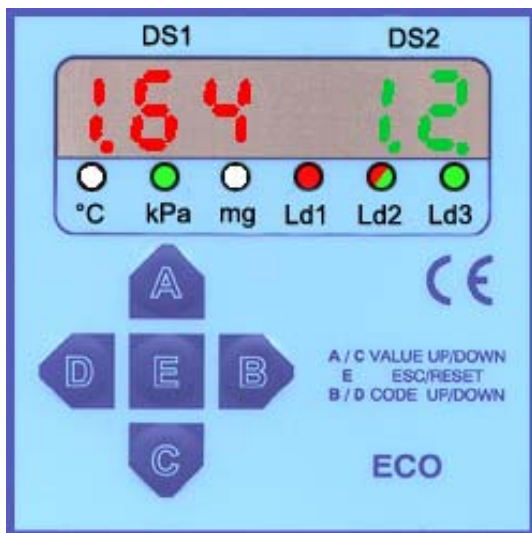 DS1 DS2
1.64 1.2.
°C kPa mg Ld1 Ld2 Ld3
A
CE
D E B
A / C VALUE UP/DOWN
E ESC/RESET
B / D CODE UP/DOWN
C
ECO